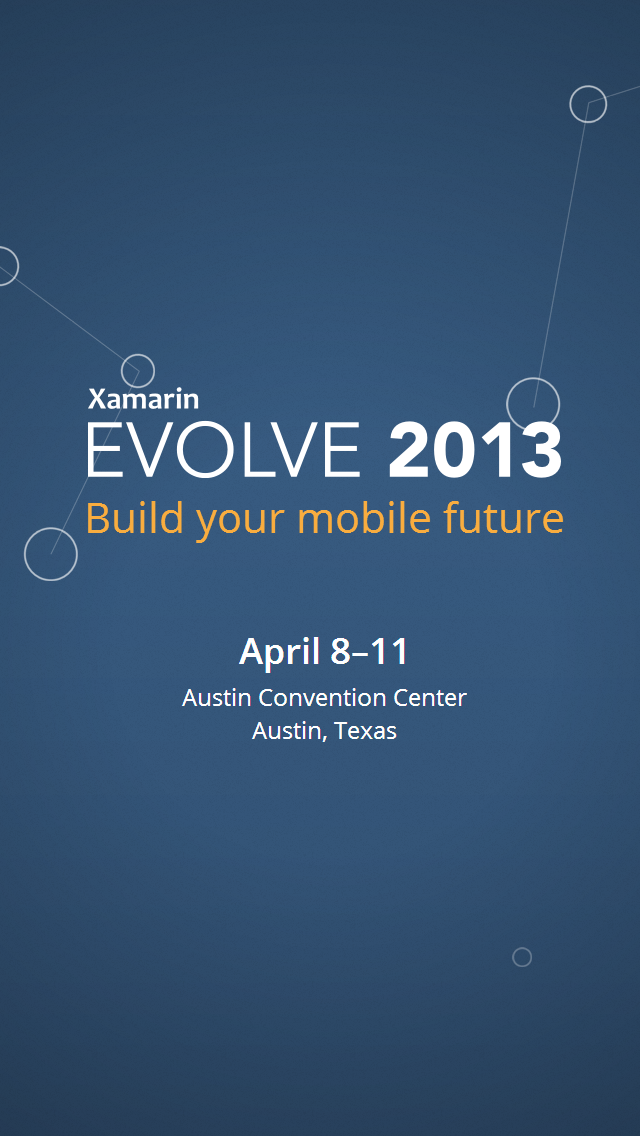 Xamarin
EVOLVE 2013
Build your mobile future
April 8–11
Austin Convention Center
Austin, Texas